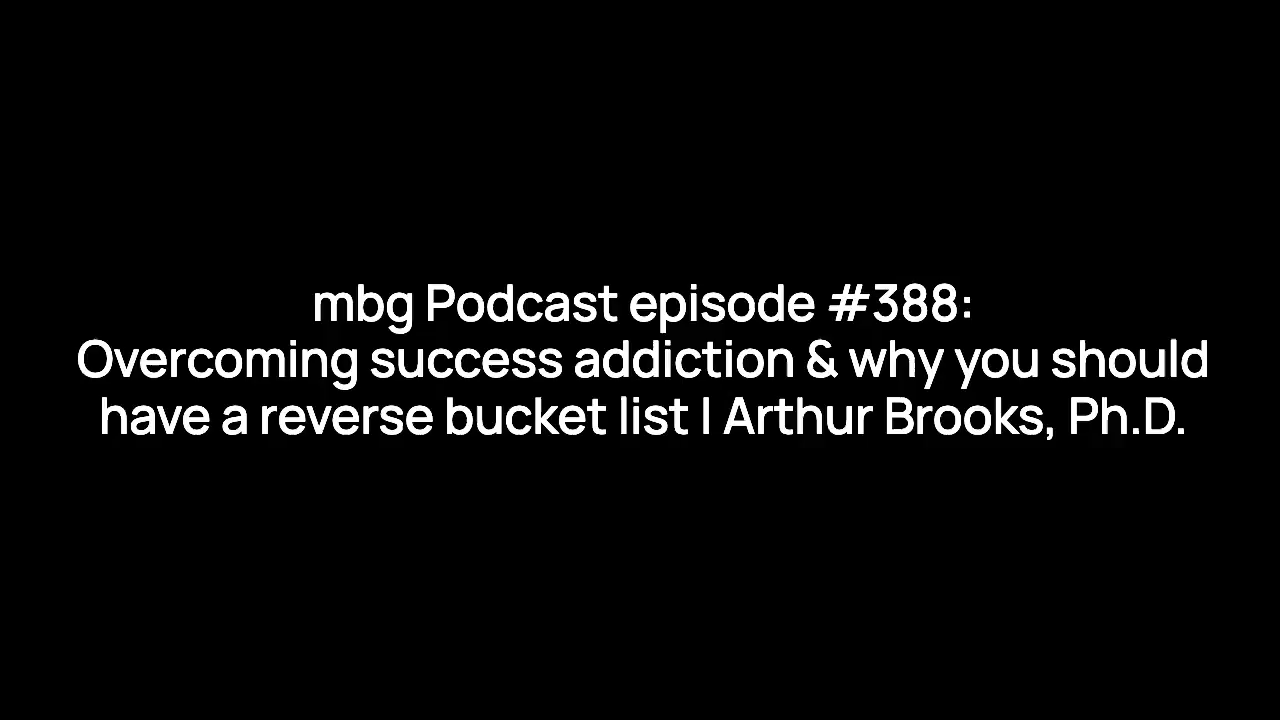 mbg Podcast episode #388:
Overcoming success addiction & why you should
have a reverse bucket list | Arthur Brooks, Ph.D.